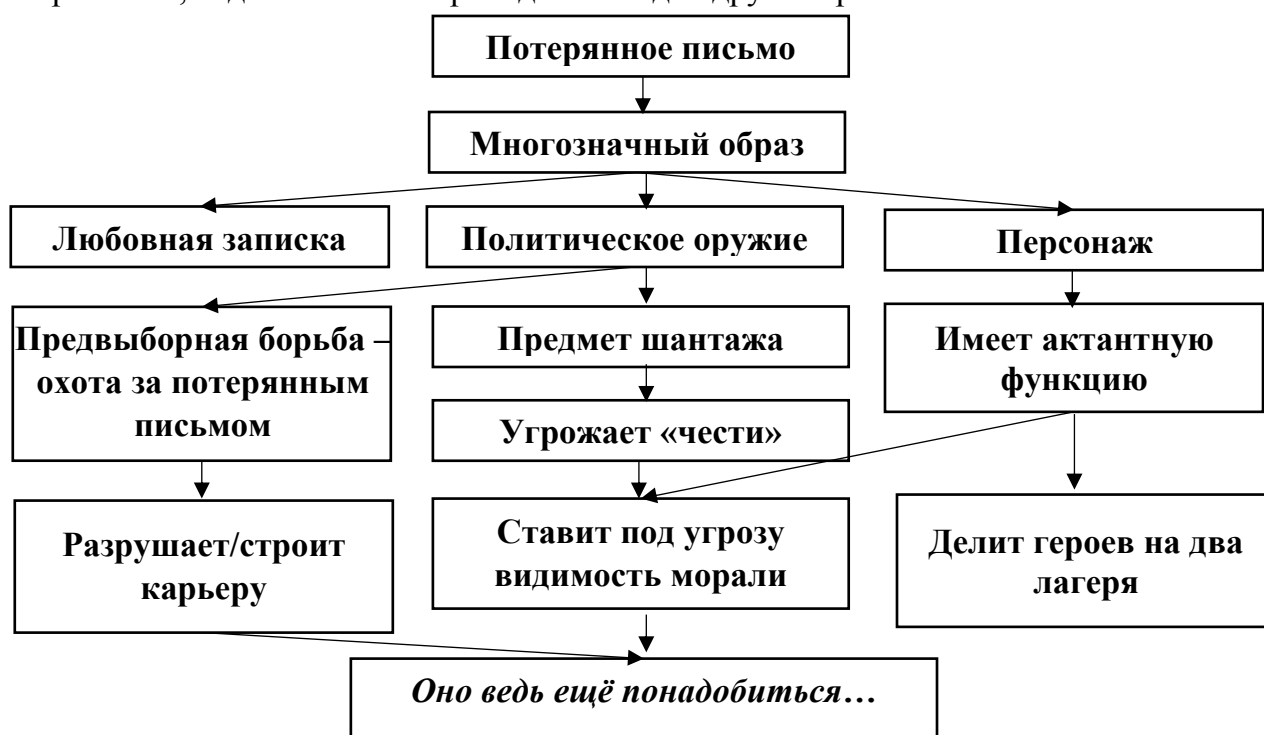 Потерянное письмо
Многозначный образ
Любовная записка
Политическое оружие
Персонаж
Предвыборная борьба –
охота за потерянным
письмом
Предмет шантажа
Имеет актантную
функцию
Угрожает «чести»
Разрушает/строит
карьеру
Ставит под угрозу
видимость морали
Делит героев на два
лагеря
Оно ведь ещё понадобиться…